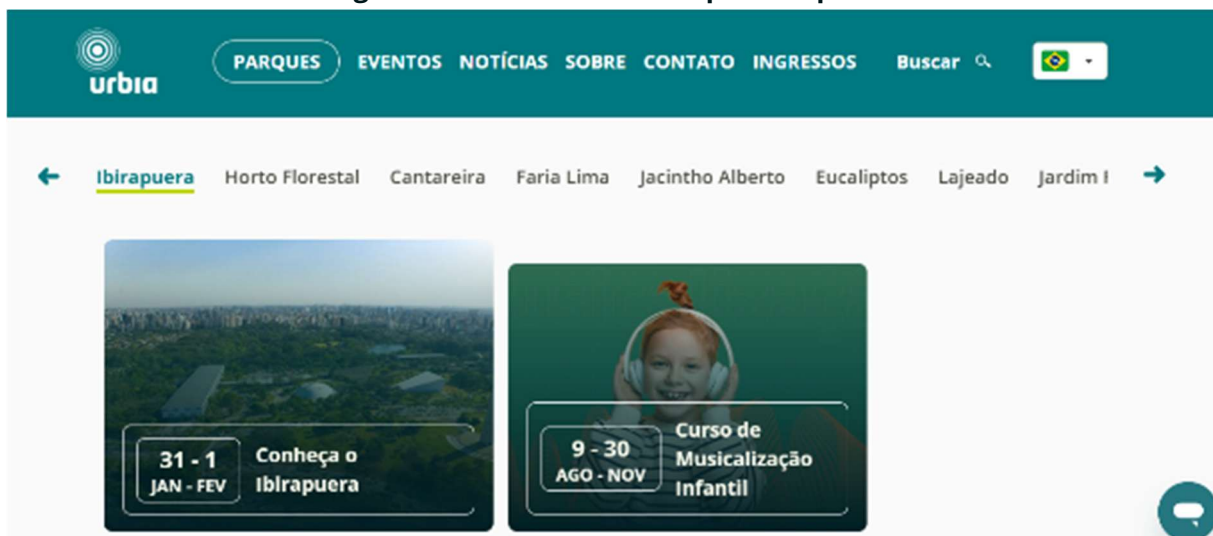 urbia
PARQUES EVENTOS NOTÍCIAS SOBRE CONTATO INGRESSOS Buscar
Ibirapuera Horto Florestal Cantareira Faria Lima Jacintho Alberto Eucaliptos Lajeado Jardim
31 - 1
JAN - FEV
Conheça o
Ibirapuera
9 - 30
AGO - NOV
Curso de
Musicalização
Infantil